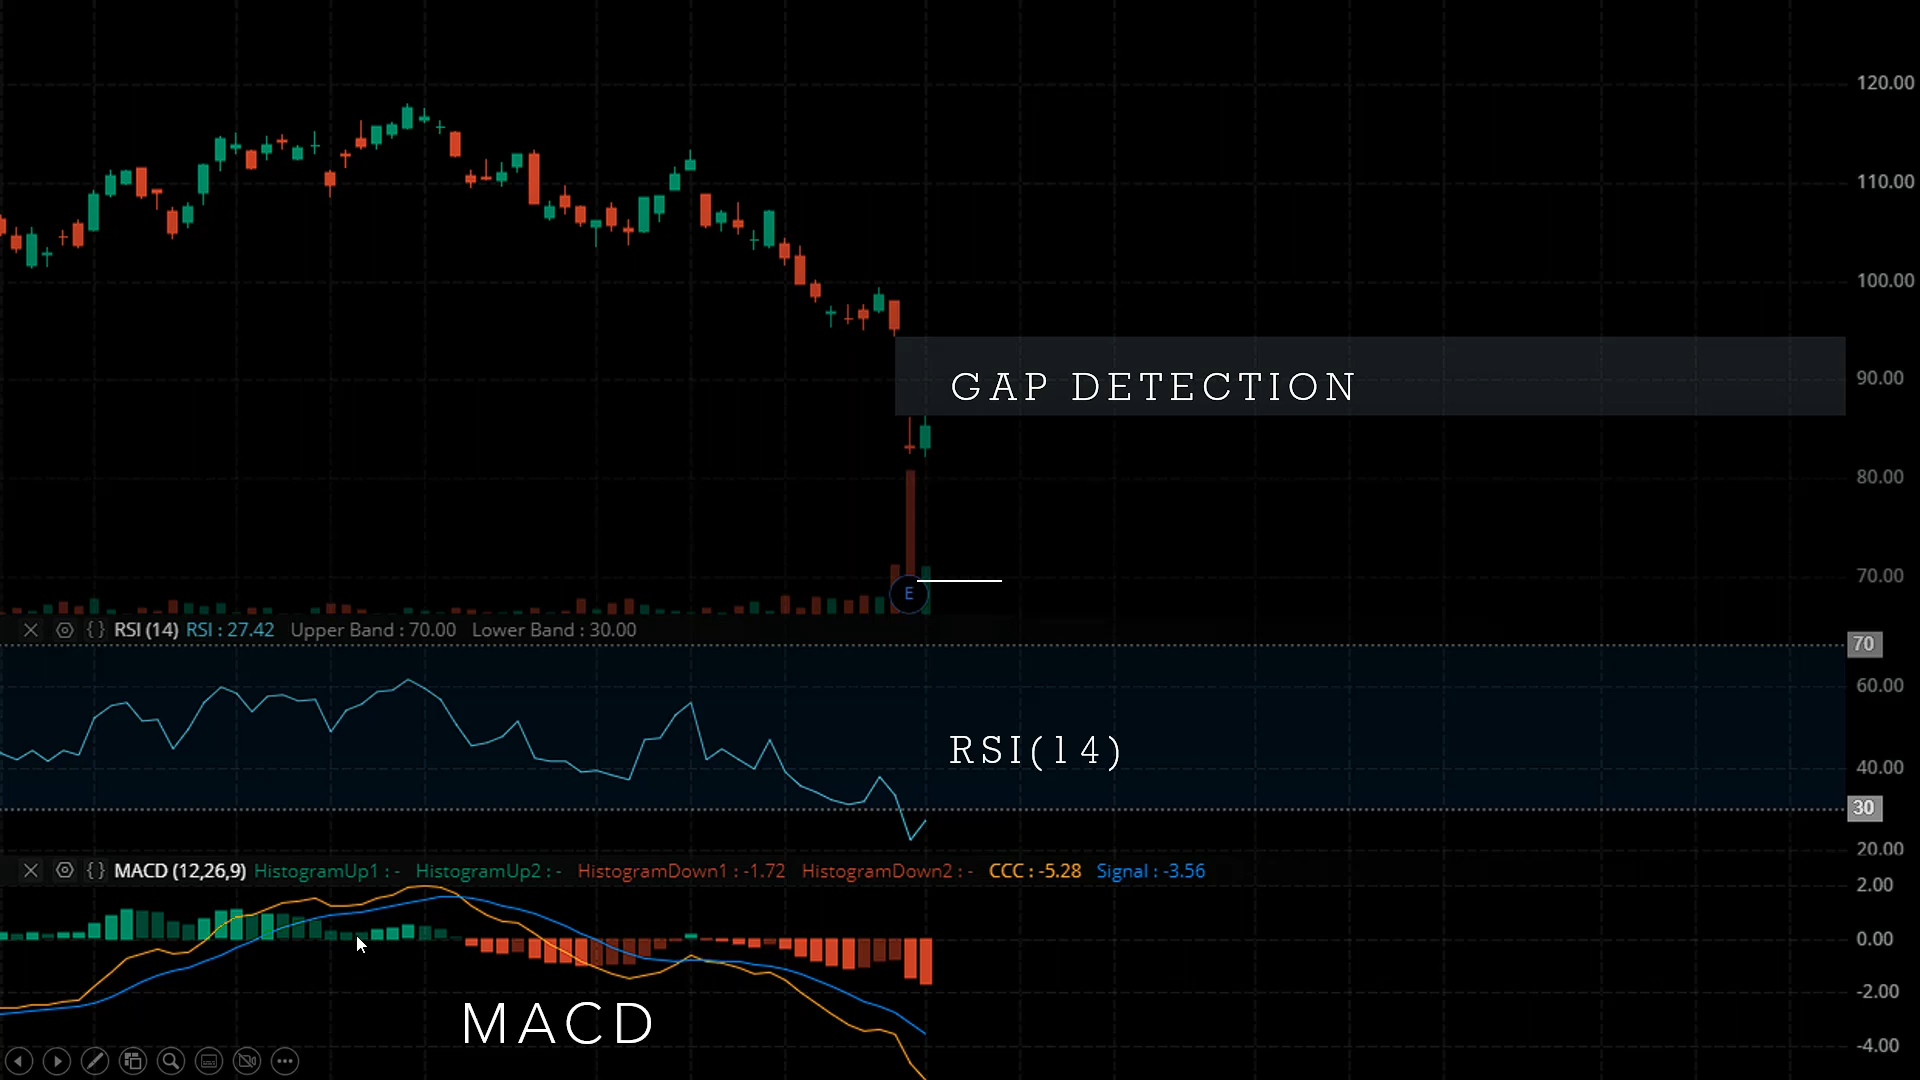 120.00
110.00
100.00
90.00
GAP DETECTION
80.00
70.00
E
RSI (14) RSI : 27.42 Upper Band : 70.00 Lower Band : 30.00
70
60.00
RSI(14)
40.00
30
20.00
MACD (12,26,9) HistogramUp1 : - HistogramUp2 : - HistogramDown1 : -1.72 HistogramDown2 : - CCC : -5.28 Signal : -3.56
2.00
0.00
-2.00
MACD
-4.00